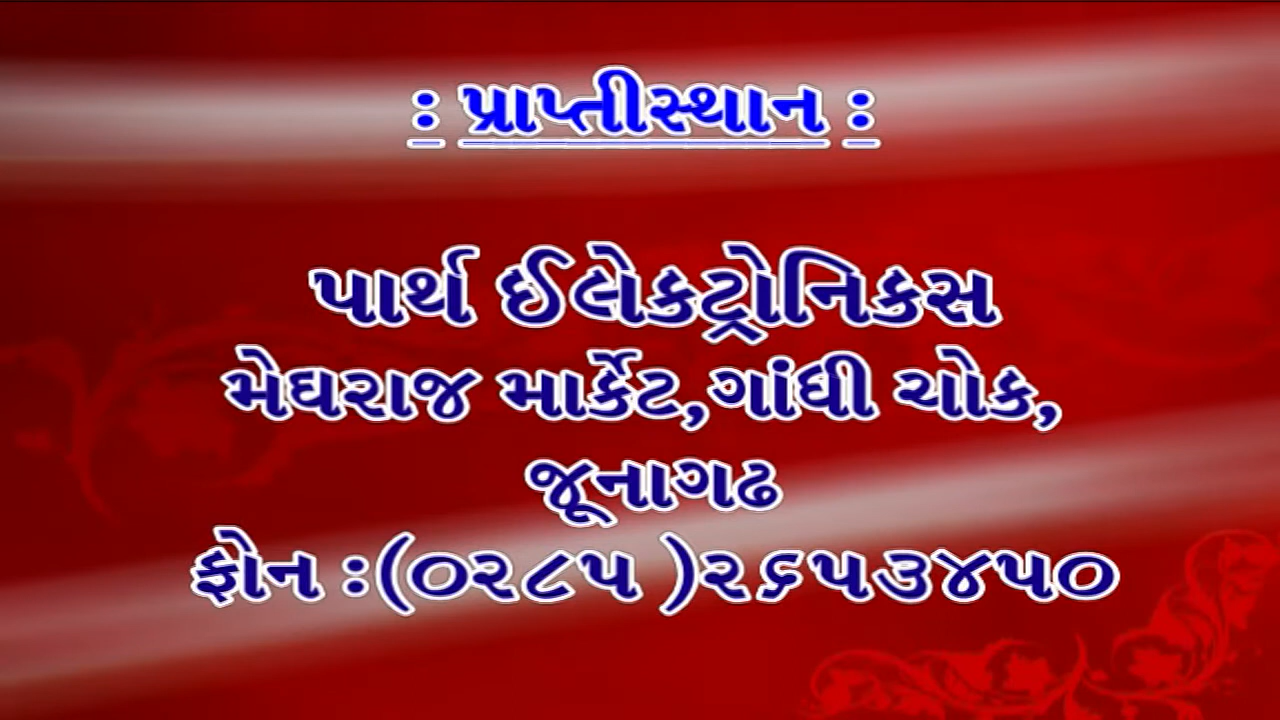 : પ્રાપ્તીસ્થાન :
પાર્થ ઈલેકટ્રોનિકસ
મેઘરાજ માર્કેટ,ગાંધી ચોક,
જૂનાગઢ
ફોન :(૦૨૮૫ )૨૬૫૩૪૫૦